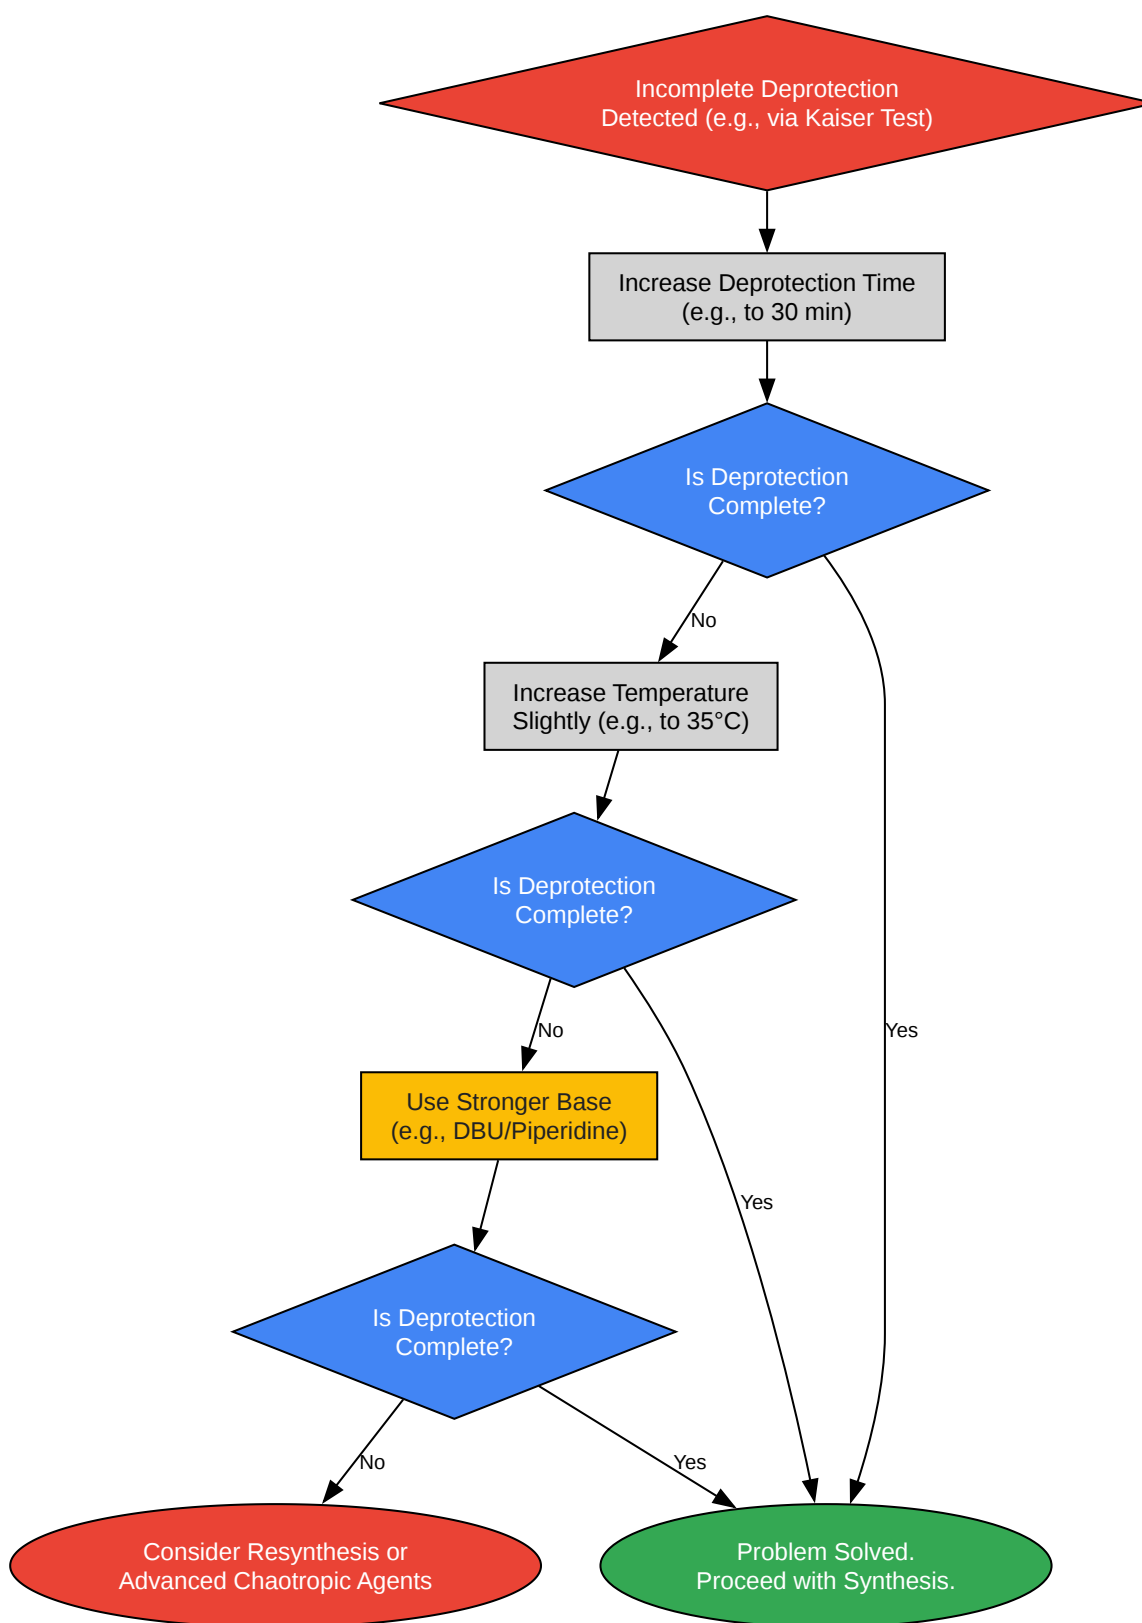 Incomplete Deprotection
Detected (e.g., via Kaiser Test)
Increase Deprotection Time
(e.g., to 30 min)
Is Deprotection
Complete?
No
Increase Temperature
Slightly (e.g., to 35°C)
Is Deprotection
Complete?
No
Yes
Use Stronger Base
(e.g., DBU/Piperidine)
Yes
Is Deprotection
Complete?
No
Yes
Consider Resynthesis or
Advanced Chaotropic Agents
Problem Solved.
Proceed with Synthesis.